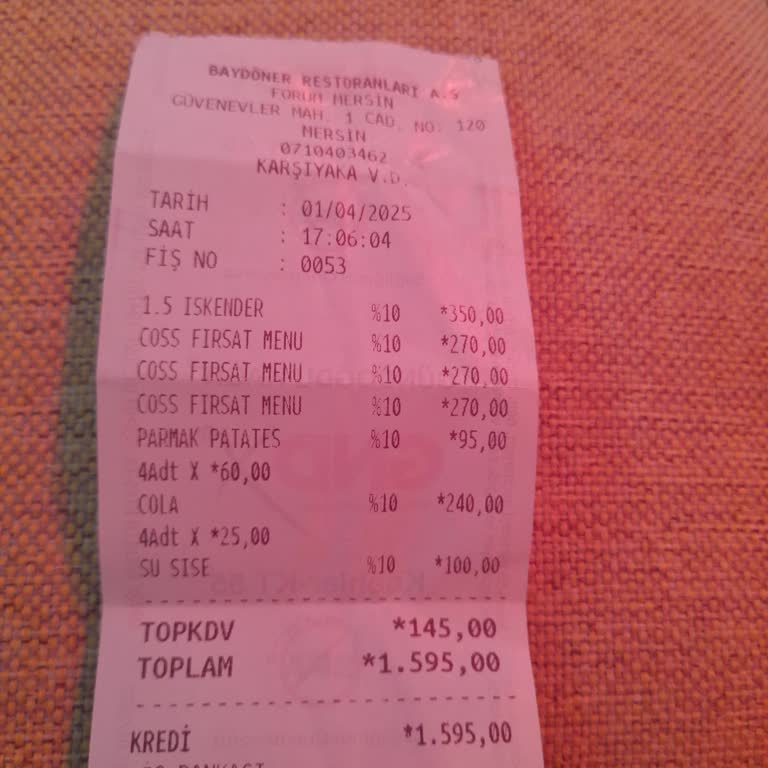 BAYDÖNER RESTORANLARI A.S
FORUM MERSİN
GÜVENEVLER MAH. 1 CAD. NO: 120
MERSİN
0710403462
KARŞIYAKA V.D.
TARİH : 01/04/2025
SAAT : 17:06:04
FİŞ NO : 0053
1.5 ISKENDER %10 *350,00
COSS FIRSAT MENU %10 *270,00
COSS FIRSAT MENU %10 *270,00
COSS FIRSAT MENU %10 *270,00
PARMAK PATATES %10 *95,00
4Adt X *60,00
COLA %10 *240,00
4Adt X *25,00
SU SISE %10 *100,00
TOPKDV *145,00
TOPLAM *1.595,00
KREDİ *1.595,00